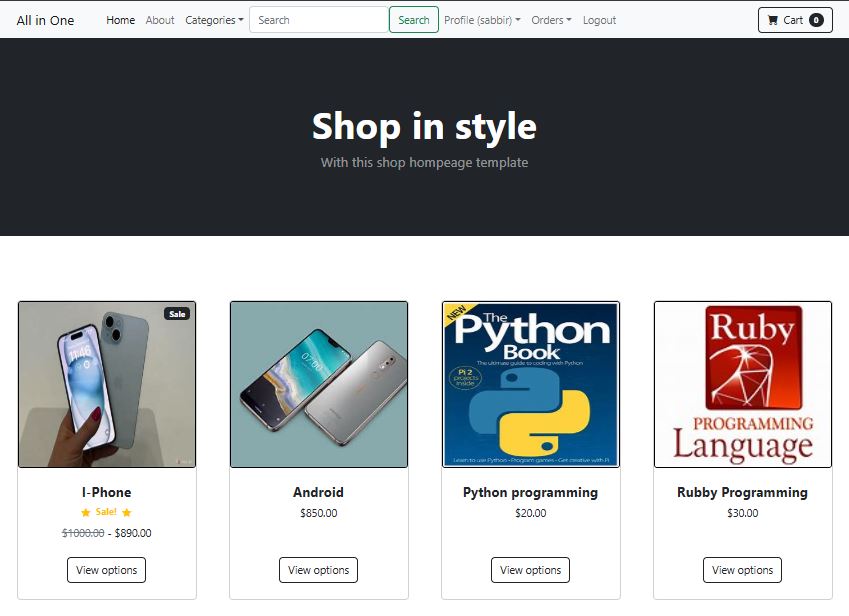 All in One Home About Categories Search Search Profile (sabbir) Orders Logout Cart 0
Shop in style
With this shop hompeage template
Sale
11:46
07:00
NEW
The
Python
Book
The ultimate guide to coding with Python
Pi 2
projects
inside
Learn to use Python • Program games • Get creative with Pi
Ruby
PROGRAMMING
Language
I-Phone Android Python programming Rubby Programming
Sale! $850.00 $20.00 $30.00
$1000.00 - $890.00
View options View options View options View options